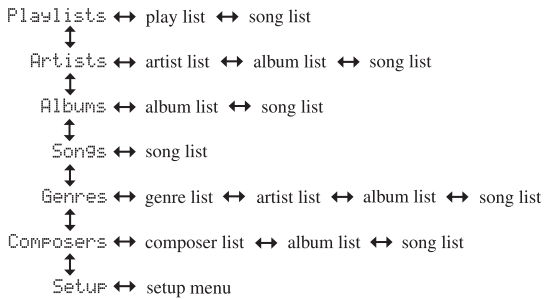 Playlists ↔ play list ↔ song list
Artists ↔ artist list ↔ album list ↔ song list
Albums ↔ album list ↔ song list
Songs ↔ song list
Genres ↔ genre list ↔ artist list ↔ album list ↔ song list
Composers ↔ composer list ↔ album list ↔ song list
Setup ↔ setup menu